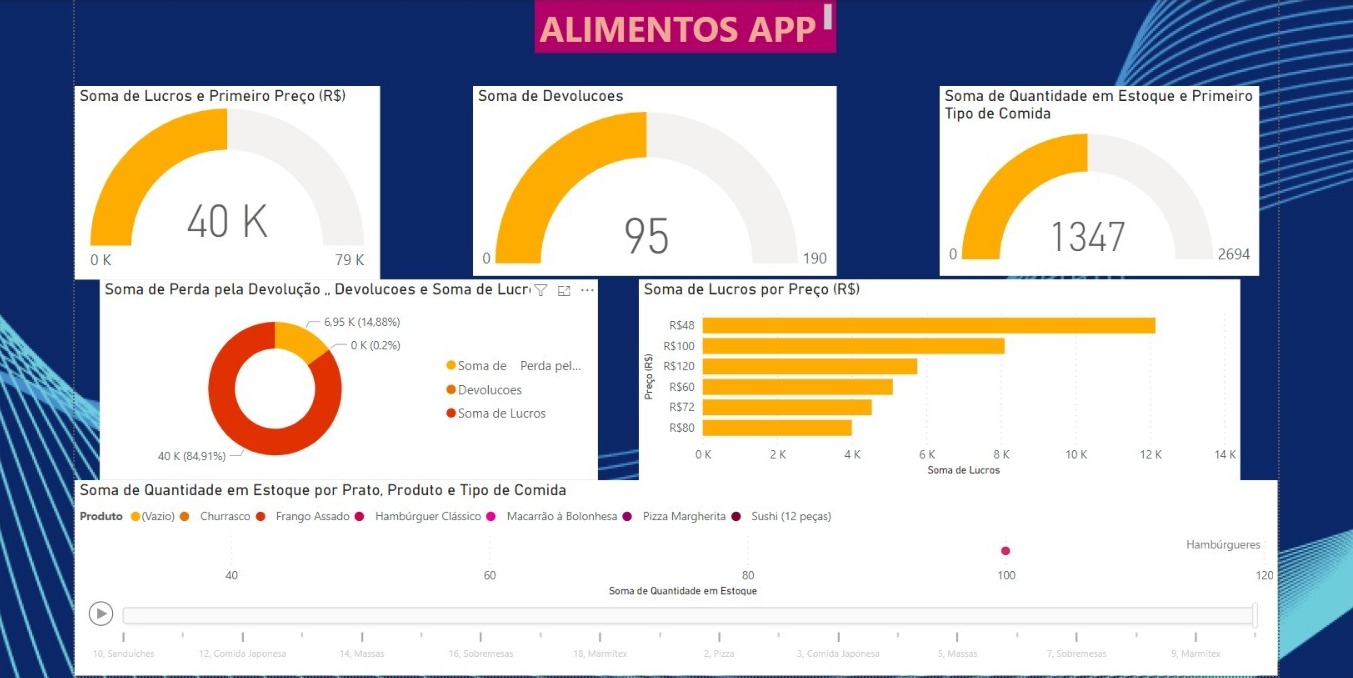 ALIMENTOS APP
Soma de Lucros e Primeiro Preço (R$)
40 K
0 K
79 K
Soma de Devolucoes
95
0
190
Soma de Quantidade em Estoque e Primeiro
Tipo de Comida
1347
0
2694
Soma de Perda pela Devolução ,, Devolucoes e Soma de Lucr
6,95 K (14,88%)
0 K (0,2%)
40 K (84,91%)
Soma de Perda pel...
Devolucoes
Soma de Lucros
Soma de Lucros por Preço (R$)
Preço (R$)
R$48
R$100
R$120
R$60
R$72
R$80
0 K 2 K 4 K 6 K 8 K 10 K 12 K 14 K
Soma de Lucros
Soma de Quantidade em Estoque por Prato, Produto e Tipo de Comida
Produto (Vazio) Churrasco Frango Assado Hambúrguer Clássico Macarrão à Bolonhesa Pizza Margherita Sushi (12 peças)
Hambúrgueres
40 60 80 100 120
Soma de Quantidade em Estoque
10, Sanduíches 12, Comida Japonesa 14, Massas 16, Sobremesas 18, Marmitex 2, Pizza 3, Comida Japonesa 5, Massas 7, Sobremesas 9, Marmitex